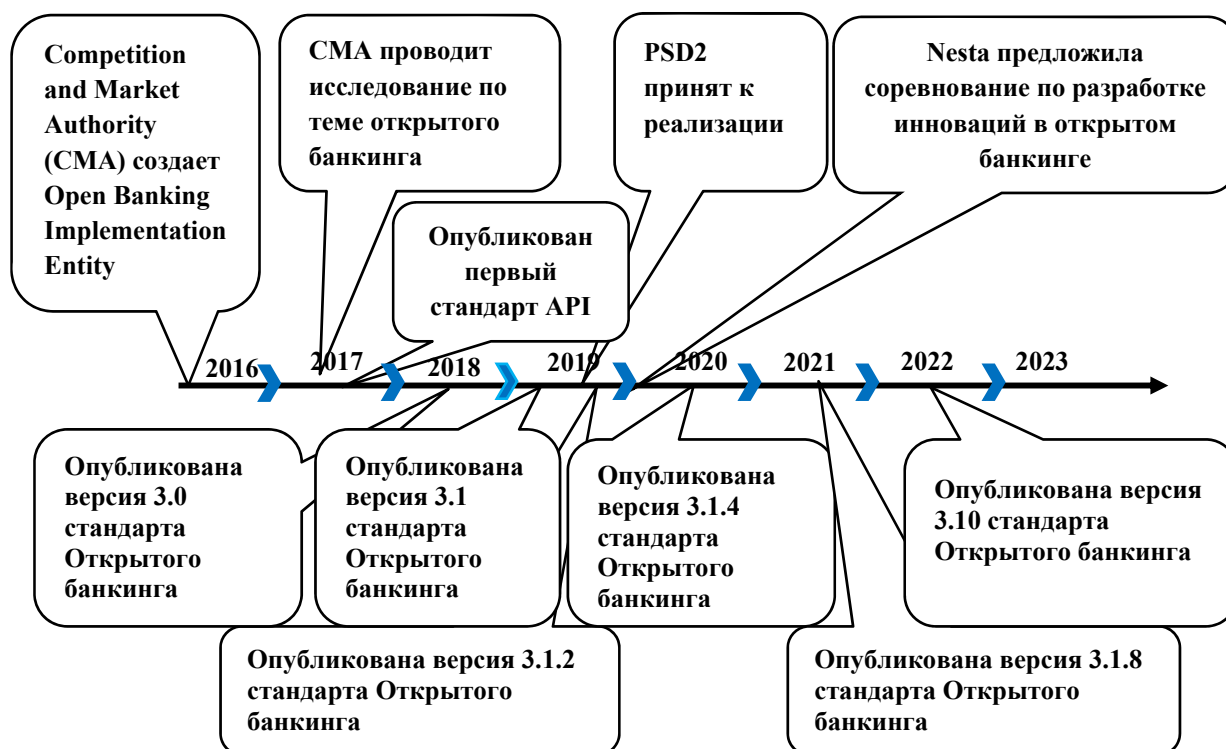 Competition
and Market
Authority
(CMA) создает
Open Banking
Implementation
Entity
CMA проводит
исследование по
теме открытого
банкинга
PSD2
принят к
реализации
Nesta предложила
соревнование по разработке
инноваций в открытом
банкинге
Опубликован
первый
стандарт API
2016
2017
2018
2019
2020
2021
2022
2023
Опубликована
версия 3.0
стандарта
Открытого
банкинга
Опубликована
версия 3.1
стандарта
Открытого
банкинга
Опубликована
версия 3.1.4
стандарта
Открытого
банкинга
Опубликована версия
3.10 стандарта
Открытого банкинга
Опубликована версия 3.1.2
стандарта Открытого
банкинга
Опубликована версия 3.1.8
стандарта Открытого
банкинга